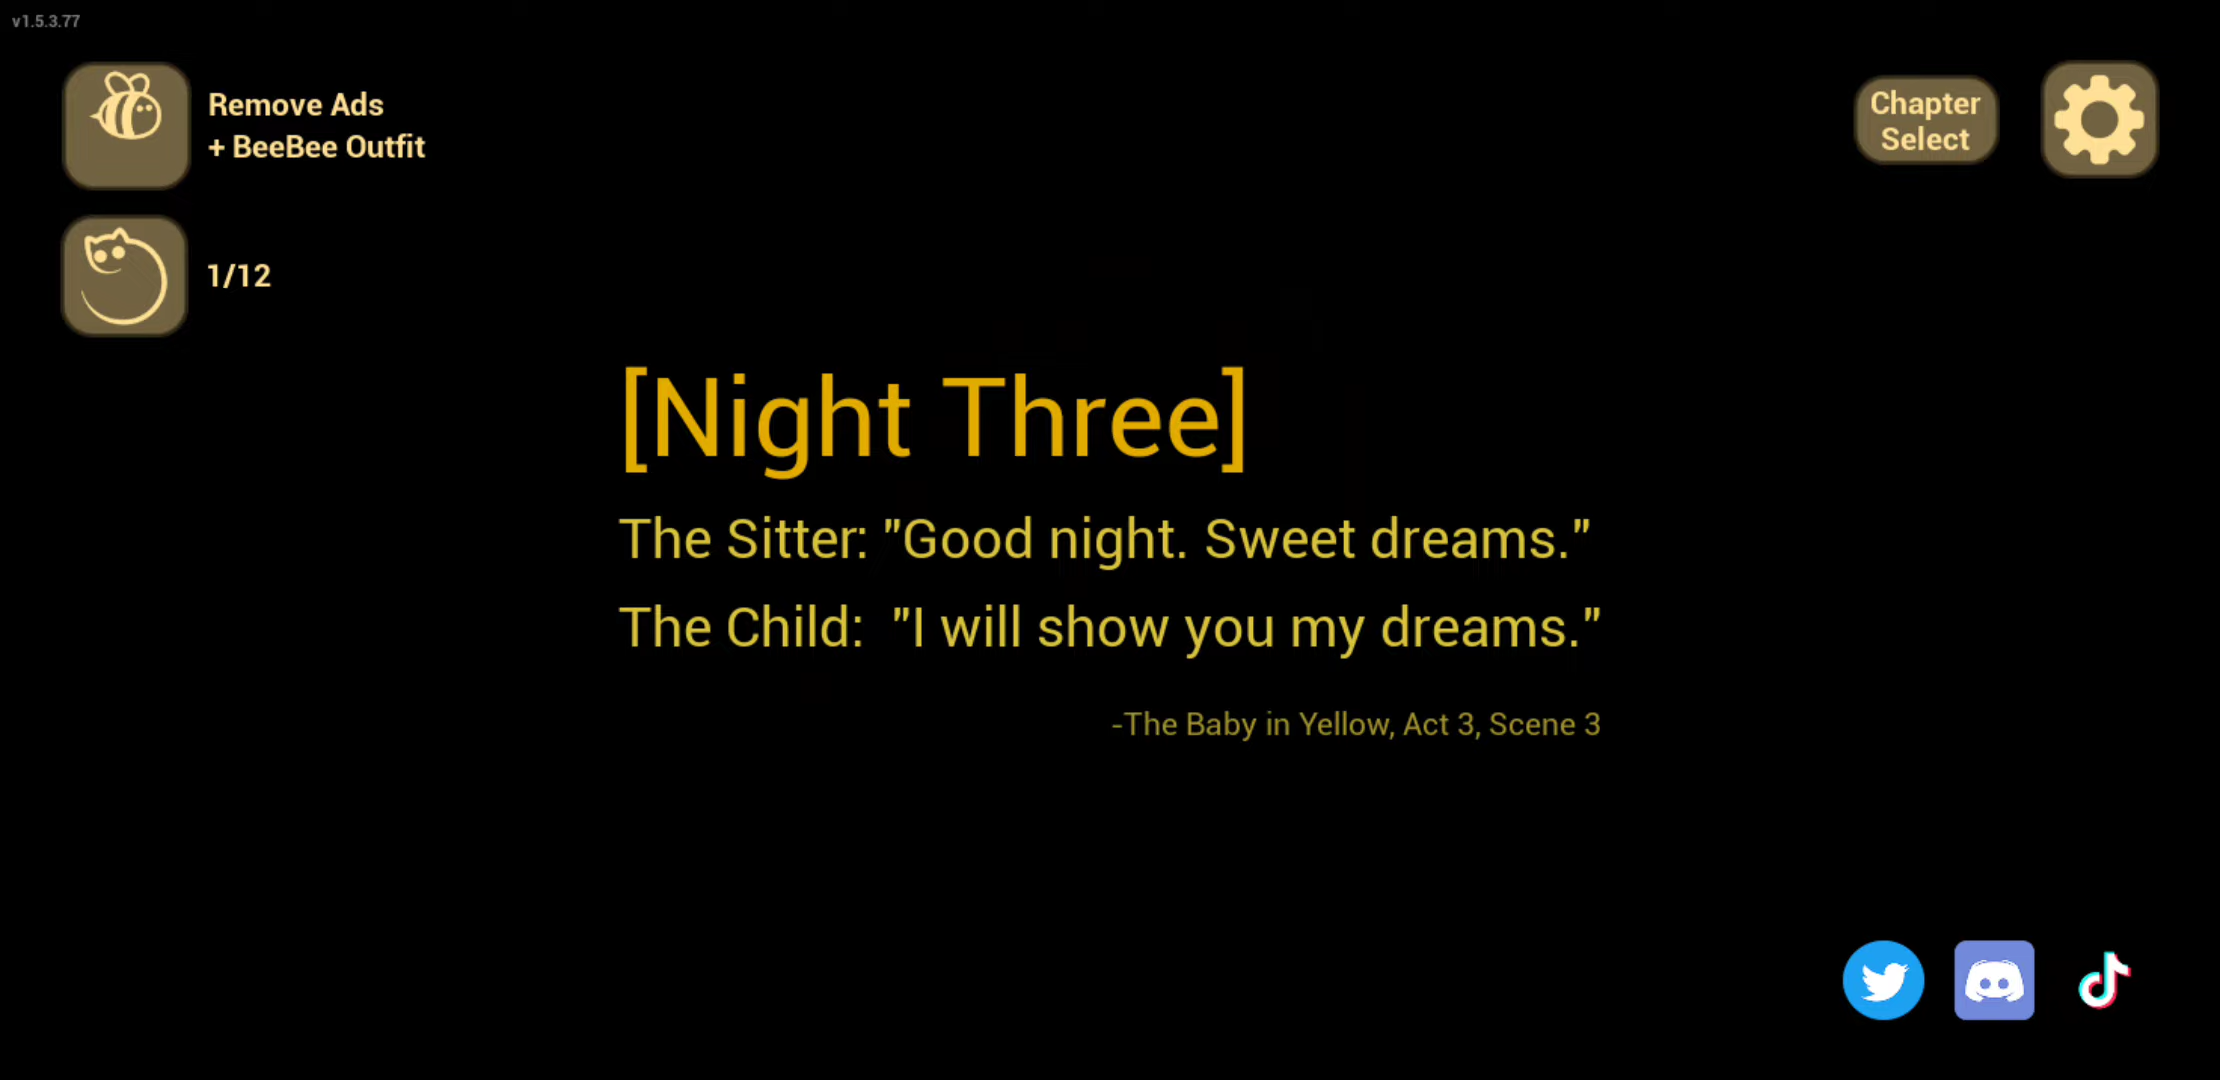 v1.5.3.77
Remove Ads
+ BeeBee Outfit
Chapter
Select
1/12
[Night Three]
The Sitter: "Good night. Sweet dreams."
The Child:  "I will show you my dreams."
-The Baby in Yellow, Act 3, Scene 3